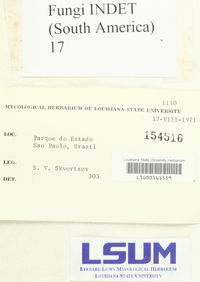 Fungi INDET
(South America)
17
1110
MYCOLOGICAL HERBARIUM OF LOUISIANA STATE UNIVERSITY
17-VIII-1971
LOC. Parque do Estado 154516
Sao Paulo, Brasil
Louisiana State University Herbarium
LEG. B. V. Skvortzov
DET. 303
LSUM
BERNARD LOWY MYCOLOGICAL HERBARIUM
LOUISIANA STATE UNIVERSITY